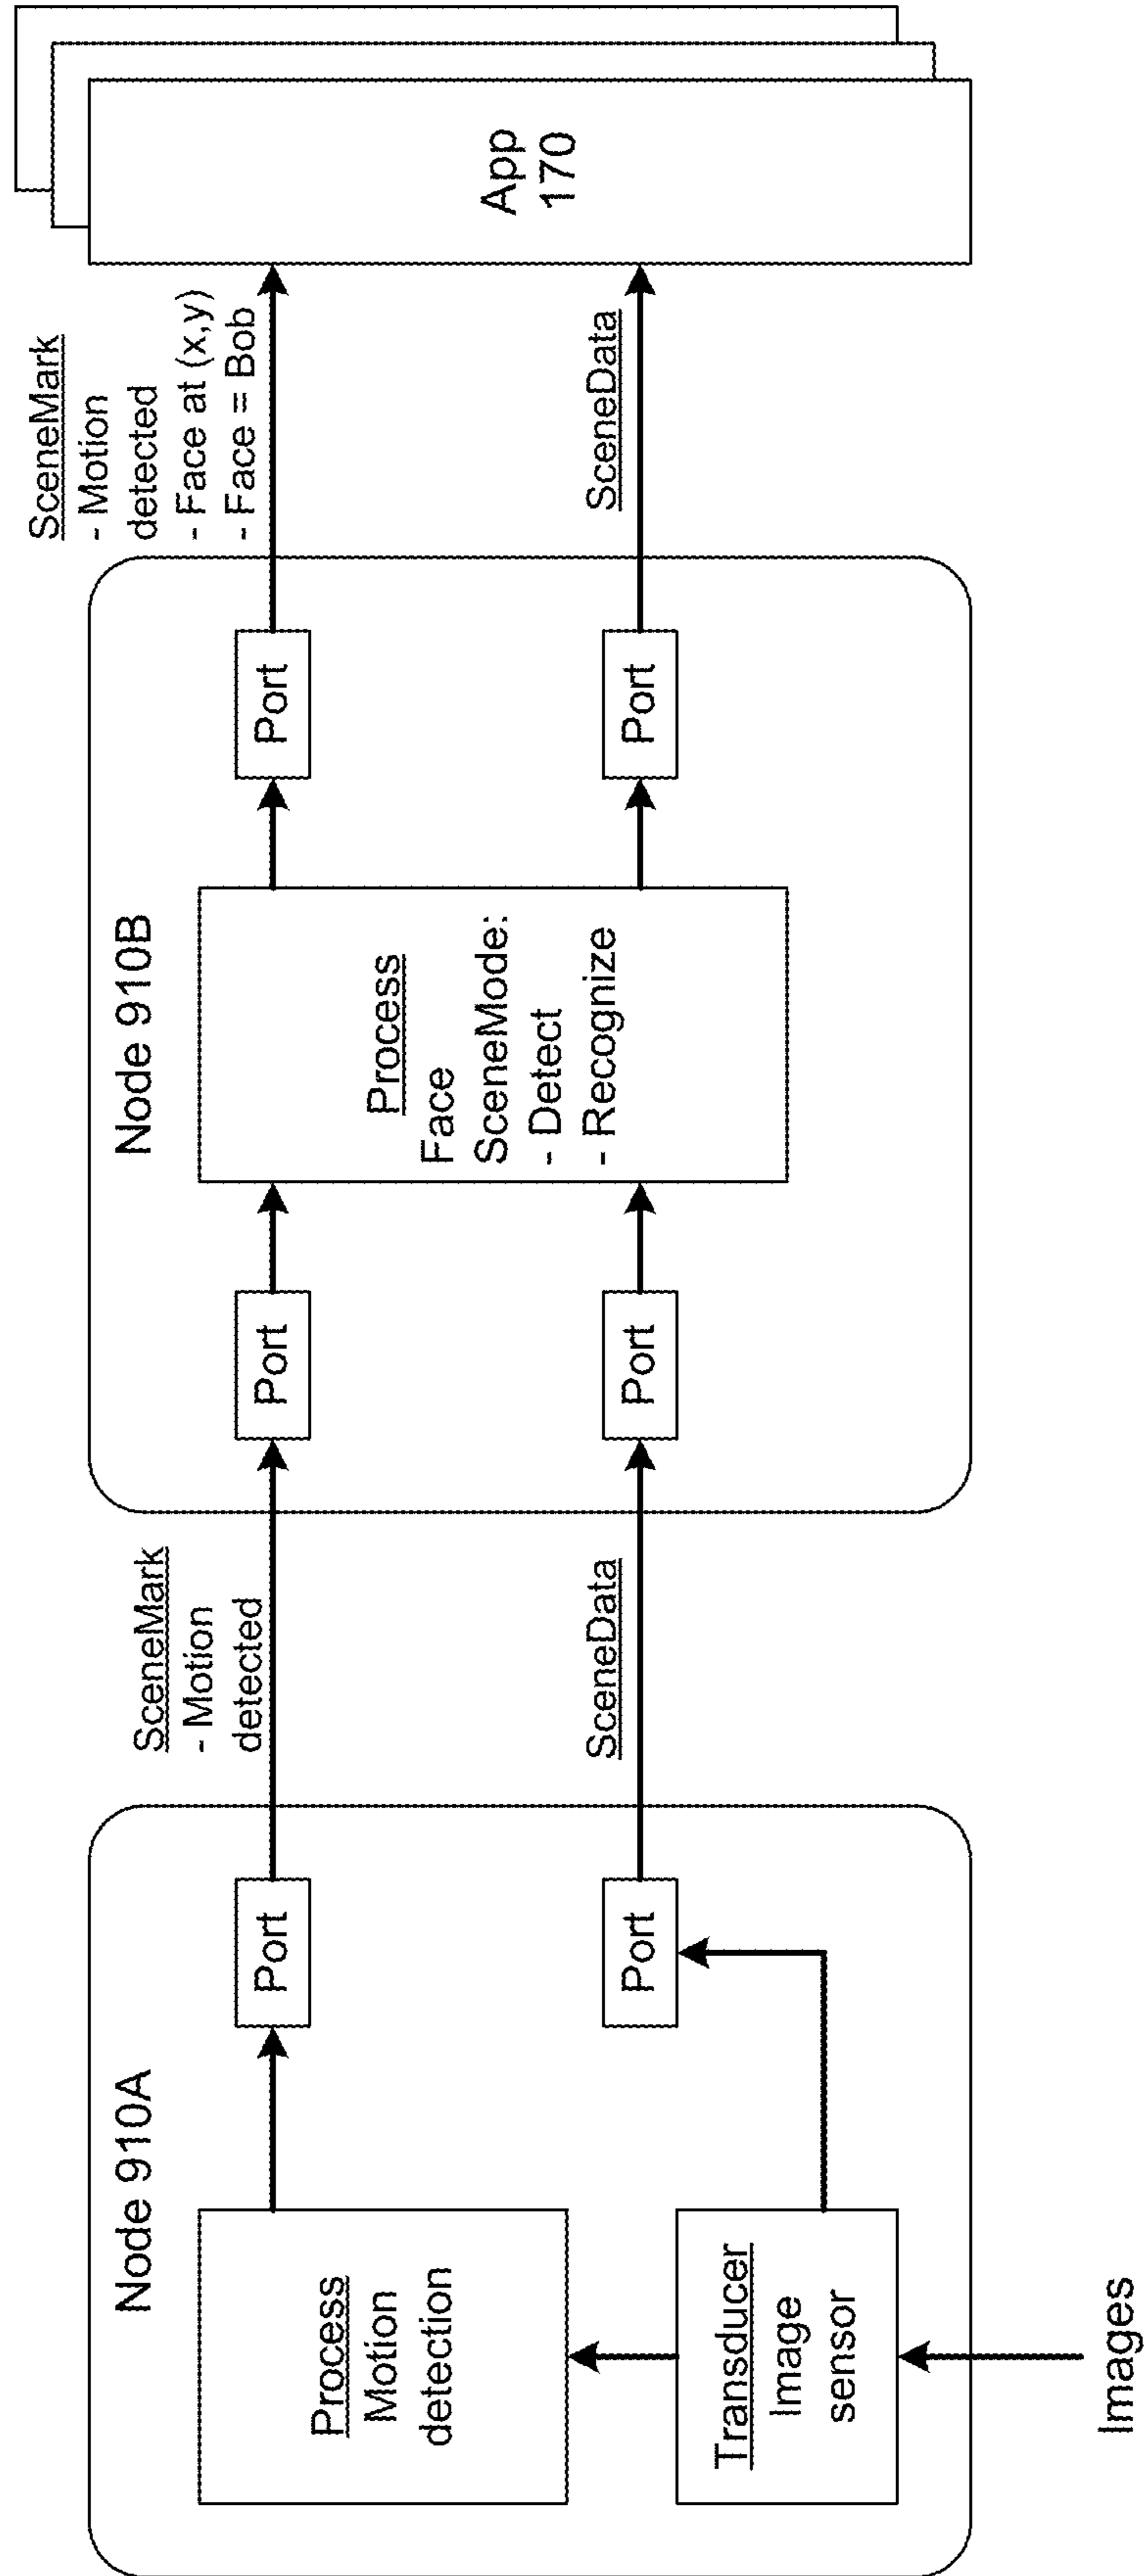 Node 910A
Process
Motion
detection
Transducer
Image
sensor
Images
Port
Port
SceneMark
- Motion
detected
SceneData
Node 910B
Port
Port
Process
Face
SceneMode:
- Detect
- Recognize
Port
Port
SceneMark
- Motion
detected
- Face at (x,y)
- Face = Bob
SceneData
App
170